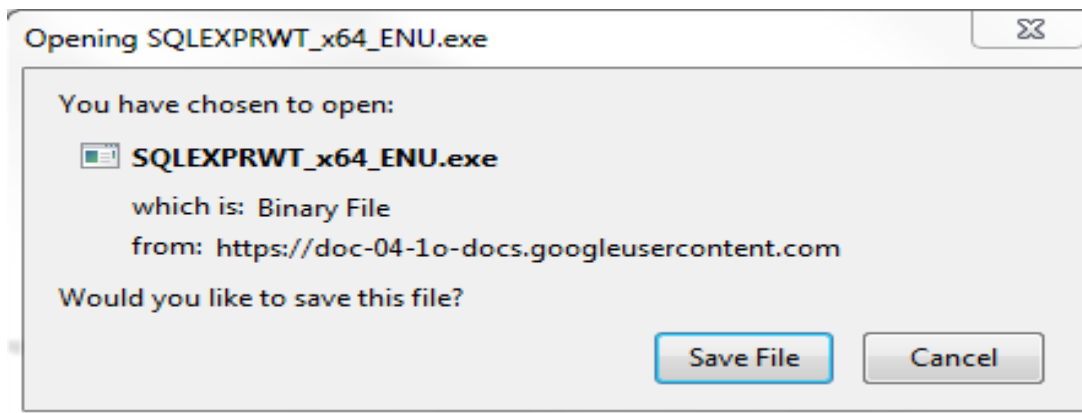 Opening SQLEXPRWT_x64_ENU.exe
You have chosen to open:
SQLEXPRWT_x64_ENU.exe
which is: Binary File
from: https://doc-04-1o-docs.googleusercontent.com
Would you like to save this file?
Save File Cancel